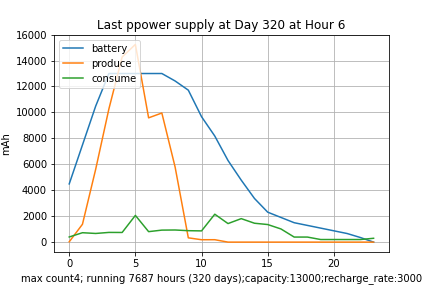 Last ppower supply at Day 320 at Hour 6
16000
14000
12000
10000
8000
6000
4000
2000
0
mAh
battery
produce
consume
0 5 10 15 20
max count4; running 7687 hours (320 days);capacity:13000;recharge_rate:3000